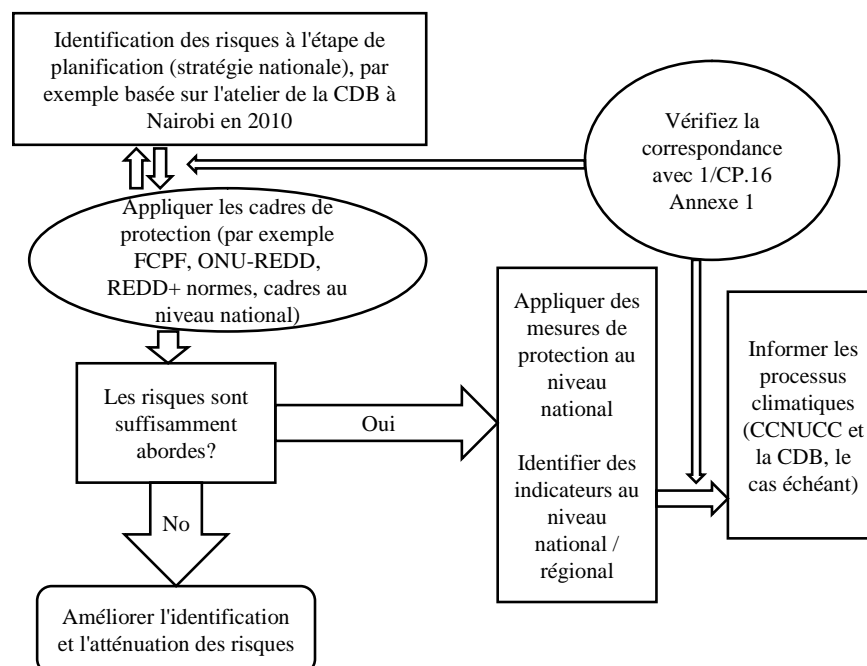 Identification des risques à l'étape de
planification (stratégie nationale), par
exemple basée sur l'atelier de la CDB à
Nairobi en 2010
Vérifiez la
correspondance
avec 1/CP.16
Annexe 1
Appliquer les cadres de
protection (par exemple
FCPF, ONU-REDD,
REDD+ normes, cadres au
niveau national)
Les risques sont
suffisamment
abordes?
Oui
Appliquer des
mesures de
protection au
niveau
national
Identifier des
indicateurs au
niveau
national /
régional
Informer les
processus
climatiques
(CCNUCC et
la CDB, le
cas échéant)
No
Améliorer l'identification
et l'atténuation des risques